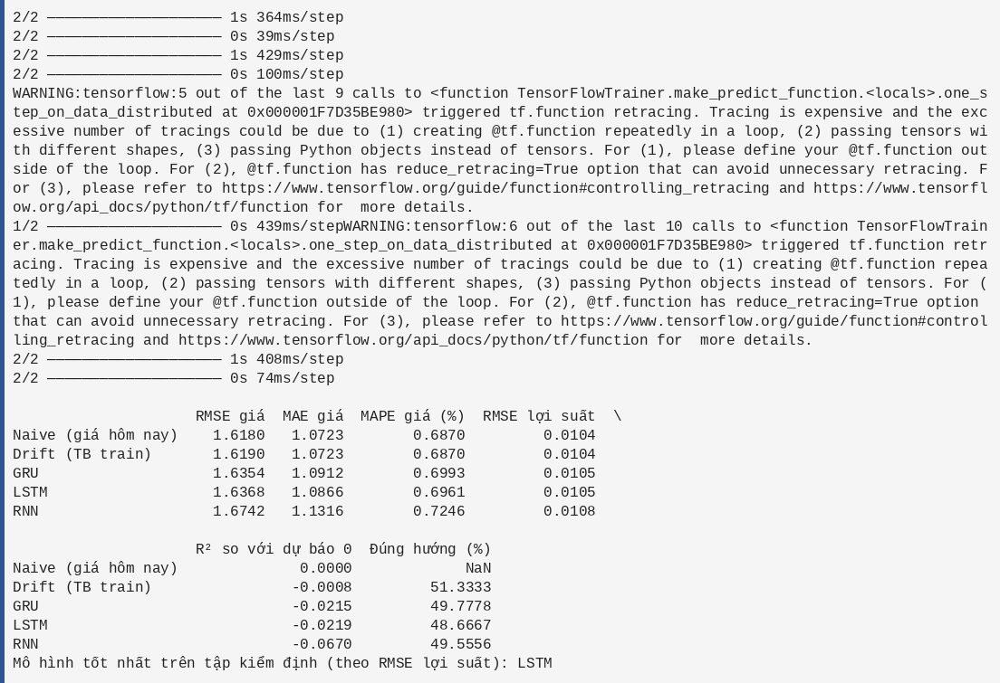 2/2 ──────────────────── 1s 364ms/step
2/2 ──────────────────── 0s 39ms/step
2/2 ──────────────────── 1s 429ms/step
2/2 ──────────────────── 0s 100ms/step
WARNING:tensorflow:5 out of the last 9 calls to <function TensorFlowTrainer.make_predict_function.<locals>.one_s
tep_on_data_distributed at 0x000001F7D35BE980> triggered tf.function retracing. Tracing is expensive and the exc
essive number of tracings could be due to (1) creating @tf.function repeatedly in a loop, (2) passing tensors wi
th different shapes, (3) passing Python objects instead of tensors. For (1), please define your @tf.function out
side of the loop. For (2), @tf.function has reduce_retracing=True option that can avoid unnecessary retracing. F
or (3), please refer to https://www.tensorflow.org/guide/function#controlling_retracing and https://www.tensorfl
ow.org/api_docs/python/tf/function for  more details.
1/2 ──────────────────── 0s 439ms/stepWARNING:tensorflow:6 out of the last 10 calls to <function TensorFlowTrain
er.make_predict_function.<locals>.one_step_on_data_distributed at 0x000001F7D35BE980> triggered tf.function retr
acing. Tracing is expensive and the excessive number of tracings could be due to (1) creating @tf.function repea
tedly in a loop, (2) passing tensors with different shapes, (3) passing Python objects instead of tensors. For (
1), please define your @tf.function outside of the loop. For (2), @tf.function has reduce_retracing=True option
that can avoid unnecessary retracing. For (3), please refer to https://www.tensorflow.org/guide/function#control
ling_retracing and https://www.tensorflow.org/api_docs/python/tf/function for  more details.
2/2 ──────────────────── 1s 408ms/step
2/2 ──────────────────── 0s 74ms/step
RMSE giá  MAE giá  MAPE giá (%)  RMSE lợi suất  \
Naive (giá hôm nay)    1.6180   1.0723        0.6870         0.0104
Drift (TB train)       1.6190   1.0723        0.6870         0.0104
GRU                    1.6354   1.0912        0.6993         0.0105
LSTM                   1.6368   1.0866        0.6961         0.0105
RNN                    1.6742   1.1316        0.7246         0.0108
R² so với dự báo 0  Đúng hướng (%)
Naive (giá hôm nay)              0.0000             NaN
Drift (TB train)                -0.0008         51.3333
GRU                             -0.0215         49.7778
LSTM                            -0.0219         48.6667
RNN                             -0.0670         49.5556
Mô hình tốt nhất trên tập kiểm định (theo RMSE lợi suất): LSTM